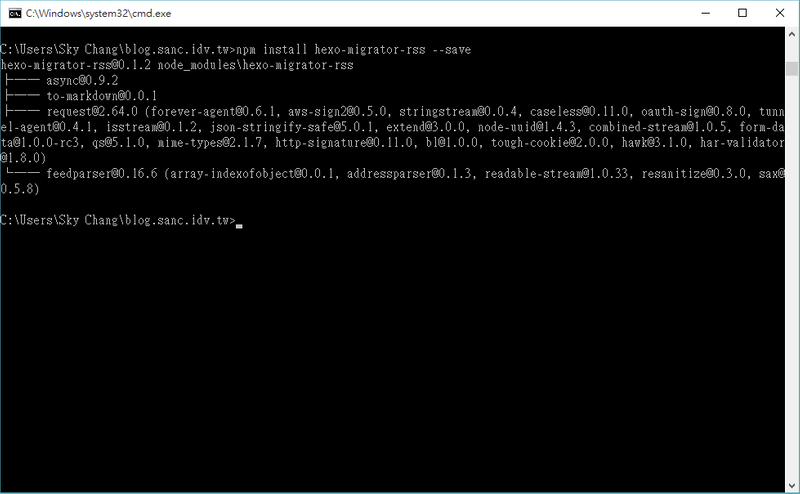 C:\Windows\system32\cmd.exe
C:\Users\Sky Chang\blog.sanc.idv.tw>npm install hexo-migrator-rss --save
hexo-migrator-rss@0.1.2 node_modules\hexo-migrator-rss
├── async@0.9.2
├── to-markdown@0.0.1
├── request@2.64.0 (forever-agent@0.6.1, aws-sign2@0.5.0, stringstream@0.0.4, caseless@0.11.0, oauth-sign@0.8.0, tunn
el-agent@0.4.1, isstream@0.1.2, json-stringify-safe@5.0.1, extend@3.0.0, node-uuid@1.4.3, combined-stream@1.0.5, form-da
ta@1.0.0-rc3, qs@5.1.0, mime-types@2.1.7, http-signature@0.11.0, bl@1.0.0, tough-cookie@2.0.0, hawk@3.1.0, har-validator
@1.8.0)
└── feedparser@0.16.6 (array-indexofobject@0.0.1, addressparser@0.1.3, readable-stream@1.0.33, resanitize@0.3.0, sax@
0.5.8)
C:\Users\Sky Chang\blog.sanc.idv.tw>